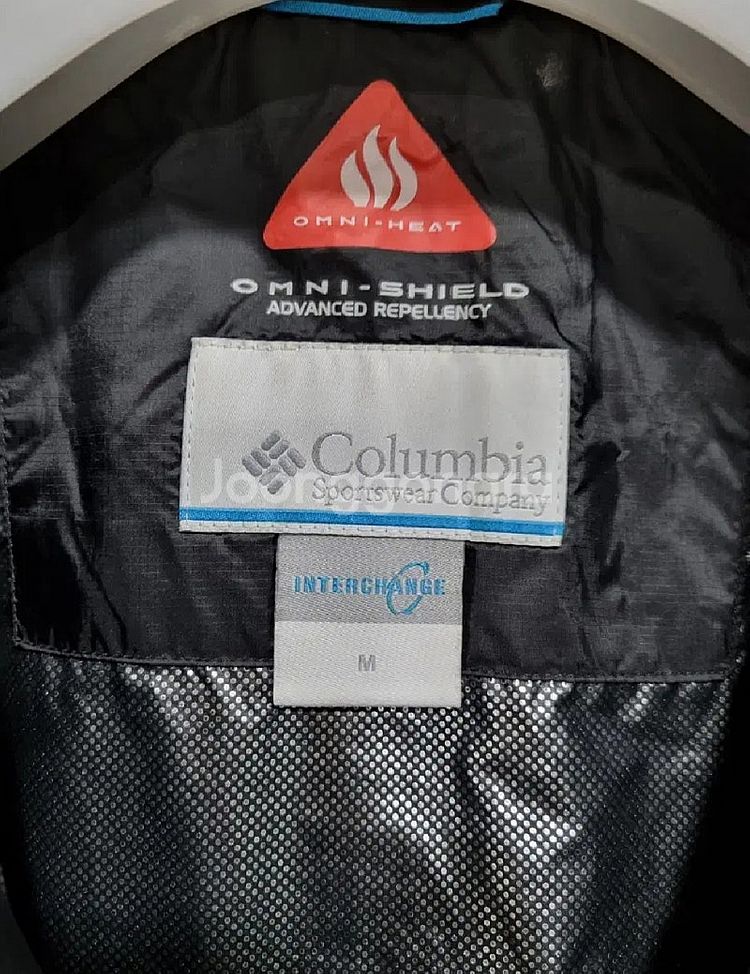 OMNI-HEAT
OMNI-SHIELD
ADVANCED REPELLENCY
Columbia
Sportswear Company
INTERCHANGE
M